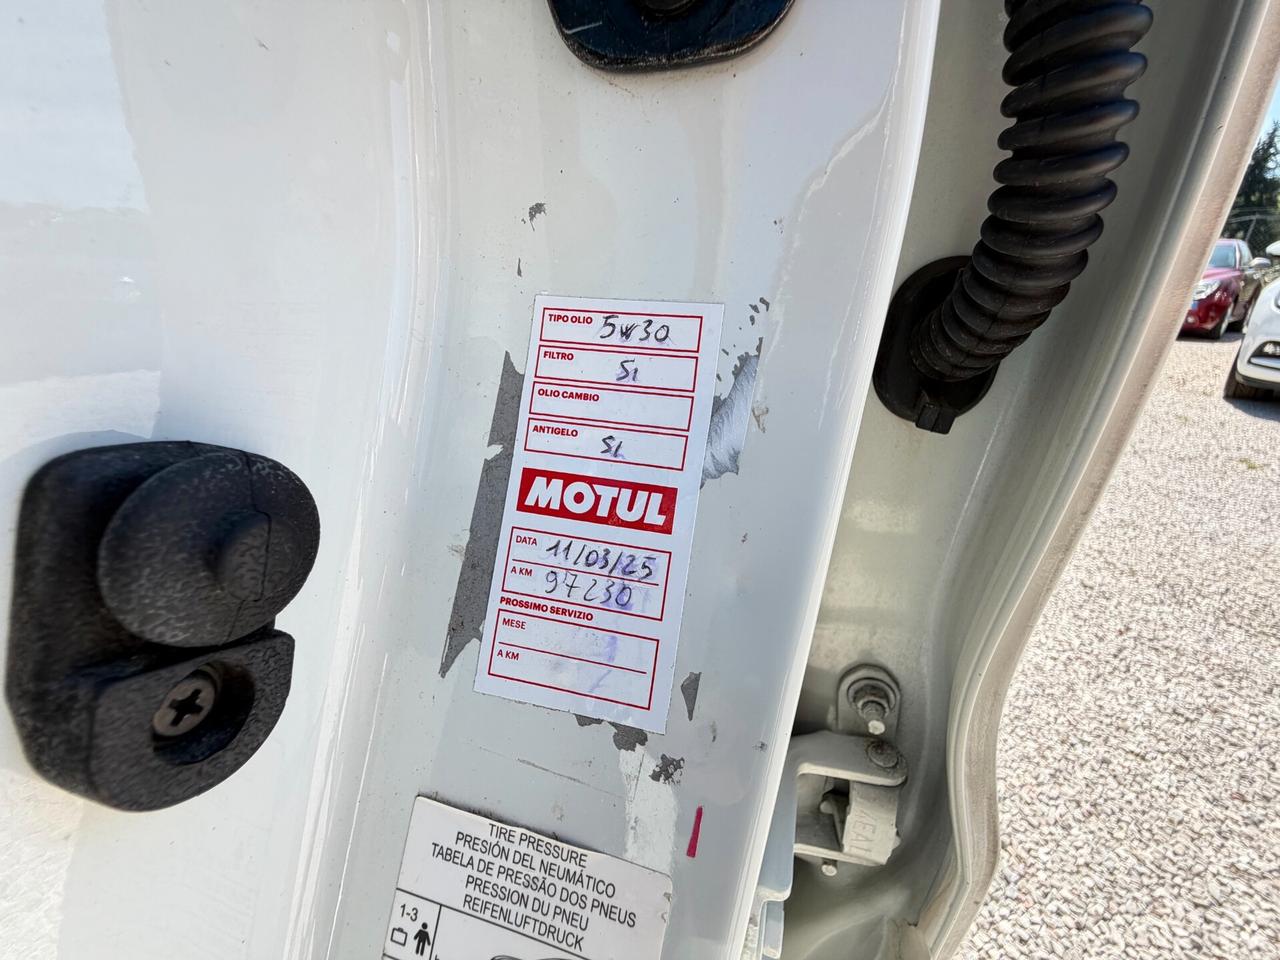 TIPO OLIO 5W30
FILTRO Si
OLIO CAMBIO
ANTIGELO Si
MOTUL
DATA 11/03/25
A KM 97230
PROSSIMO SERVIZIO
MESE
A KM
TIRE PRESSURE
PRESIÓN DEL NEUMÁTICO
TABELA DE PRESSÃO DOS PNEUS
PRESSION DU PNEU
REIFENLUFTDRUCK
1-3